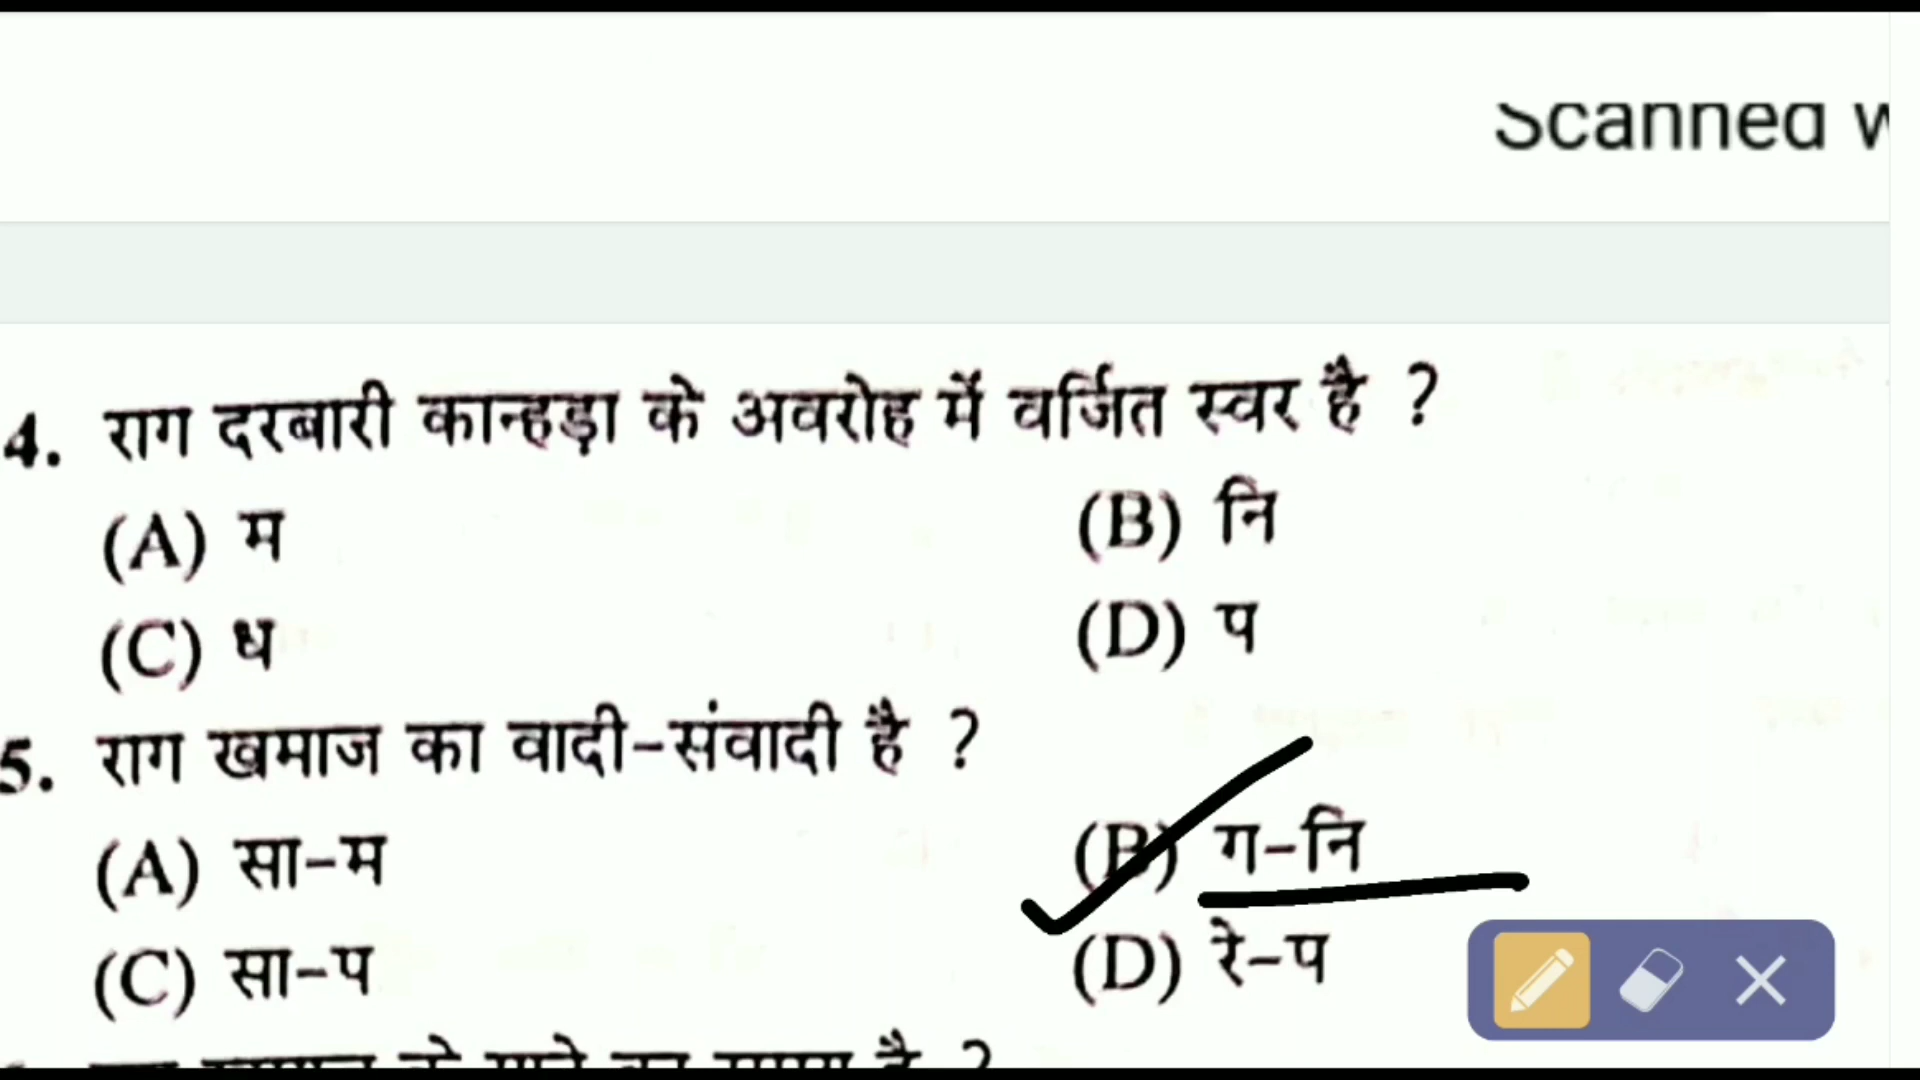 Scanned w
4. राग दरबारी कान्हड़ा के अवरोह में वर्जित स्वर है ?
(A) म (B) नि
(C) ध (D) प
5. राग खमाज का वादी-संवादी है ?
(A) सा-म (B) ग-नि
(C) सा-प (D) रे-प